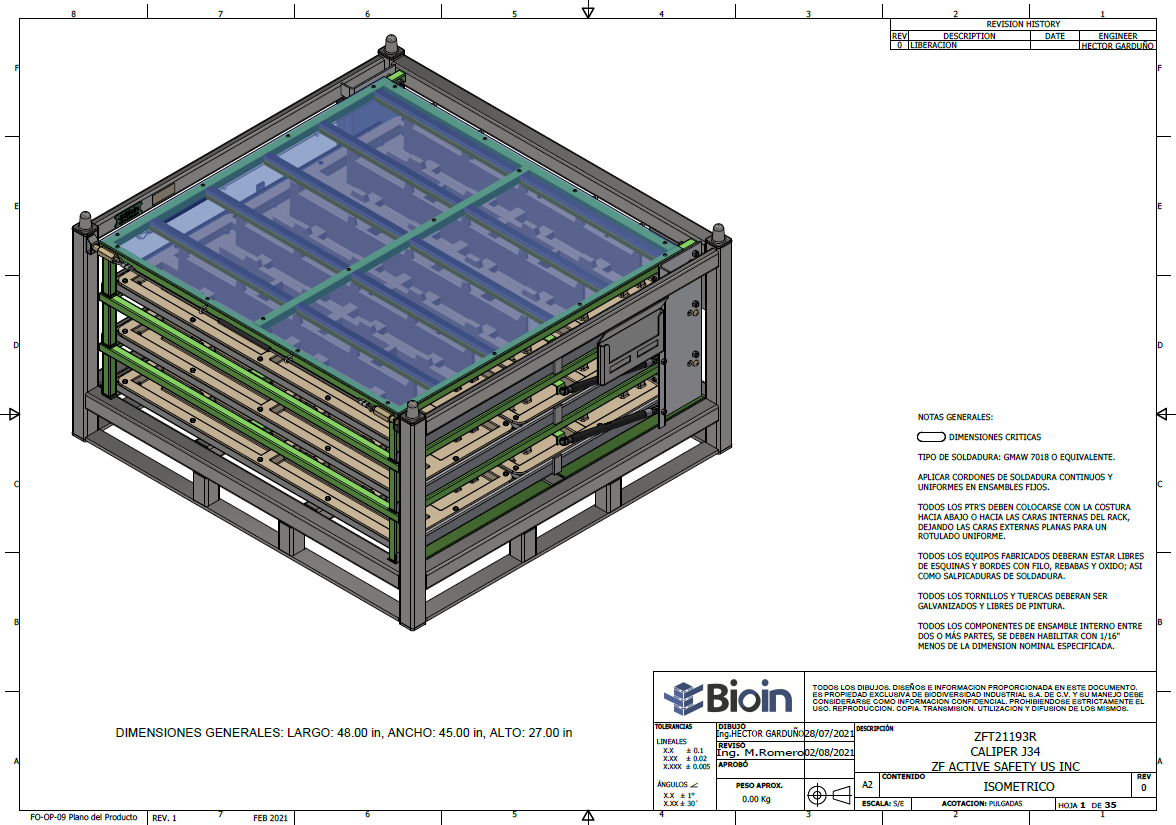 8 7 6 5 4 3 2 1
REVISION HISTORY
REV DESCRIPTION DATE ENGINEER
0 LIBERACION HECTOR GARDUÑO
F F
E E
D D
C C
B B
A A
NOTAS GENERALES:
DIMENSIONES CRITICAS
TIPO DE SOLDADURA: GMAW 7018 O EQUIVALENTE.
APLICAR CORDONES DE SOLDADURA CONTINUOS Y
UNIFORMES EN ENSAMBLES FIJOS.
TODOS LOS PTR'S DEBEN COLOCARSE CON LA COSTURA
HACIA ABAJO O HACIA LAS CARAS INTERNAS DEL RACK,
DEJANDO LAS CARAS EXTERNAS PLANAS PARA UN
ROTULADO UNIFORME.
TODOS LOS EQUIPOS FABRICADOS DEBERAN ESTAR LIBRES
DE ESQUINAS Y BORDES CON FILO, REBABAS Y OXIDO; ASI
COMO SALPICADURAS DE SOLDADURA.
TODOS LOS TORNILLOS Y TUERCAS DEBERAN SER
GALVANIZADOS Y LIBRES DE PINTURA.
TODOS LOS COMPONENTES DE ENSAMBLE INTERNO ENTRE
DOS O MÁS PARTES, SE DEBEN HABILITAR CON 1/16"
MENOS DE LA DIMENSION NOMINAL ESPECIFICADA.
DIMENSIONES GENERALES: LARGO: 48.00 in, ANCHO: 45.00 in, ALTO: 27.00 in
Bioin
TODOS LOS DIBUJOS, DISEÑOS E INFORMACION PROPORCIONADA EN ESTE DOCUMENTO,
ES PROPIEDAD EXCLUSIVA DE BIODIVERSIDAD INDUSTRIAL S.A. DE C.V. Y SU MANEJO DEBE
CONSIDERARSE COMO INFORMACION CONFIDENCIAL. PROHIBIENDOSE ESTRICTAMENTE EL
USO, REPRODUCCION, COPIA, TRANSMISION, UTILIZACION Y DIFUSION DE LOS MISMOS.
TOLERANCIAS
LINEALES
X.X ± 0.1
X.XX ± 0.02
X.XXX ± 0.005
ÁNGULOS
X.X ± 1°
X.XX ± 30´
DIBUJÓ
Ing.HECTOR GARDUÑO 28/07/2021
REVISÓ
Ing. M.Romero 02/08/2021
APROBÓ
PESO APROX.
0.00 Kg
DESCRIPCIÓN
ZFT21193R
CALIPER J34
ZF ACTIVE SAFETY US INC
A2 CONTENIDO
ISOMETRICO
REV
0
ESCALA: S/E ACOTACION: PULGADAS HOJA 1 DE 35
FO-OP-09 Plano del Producto REV. 1 FEB 2021
7 6 5 4 3 2 1